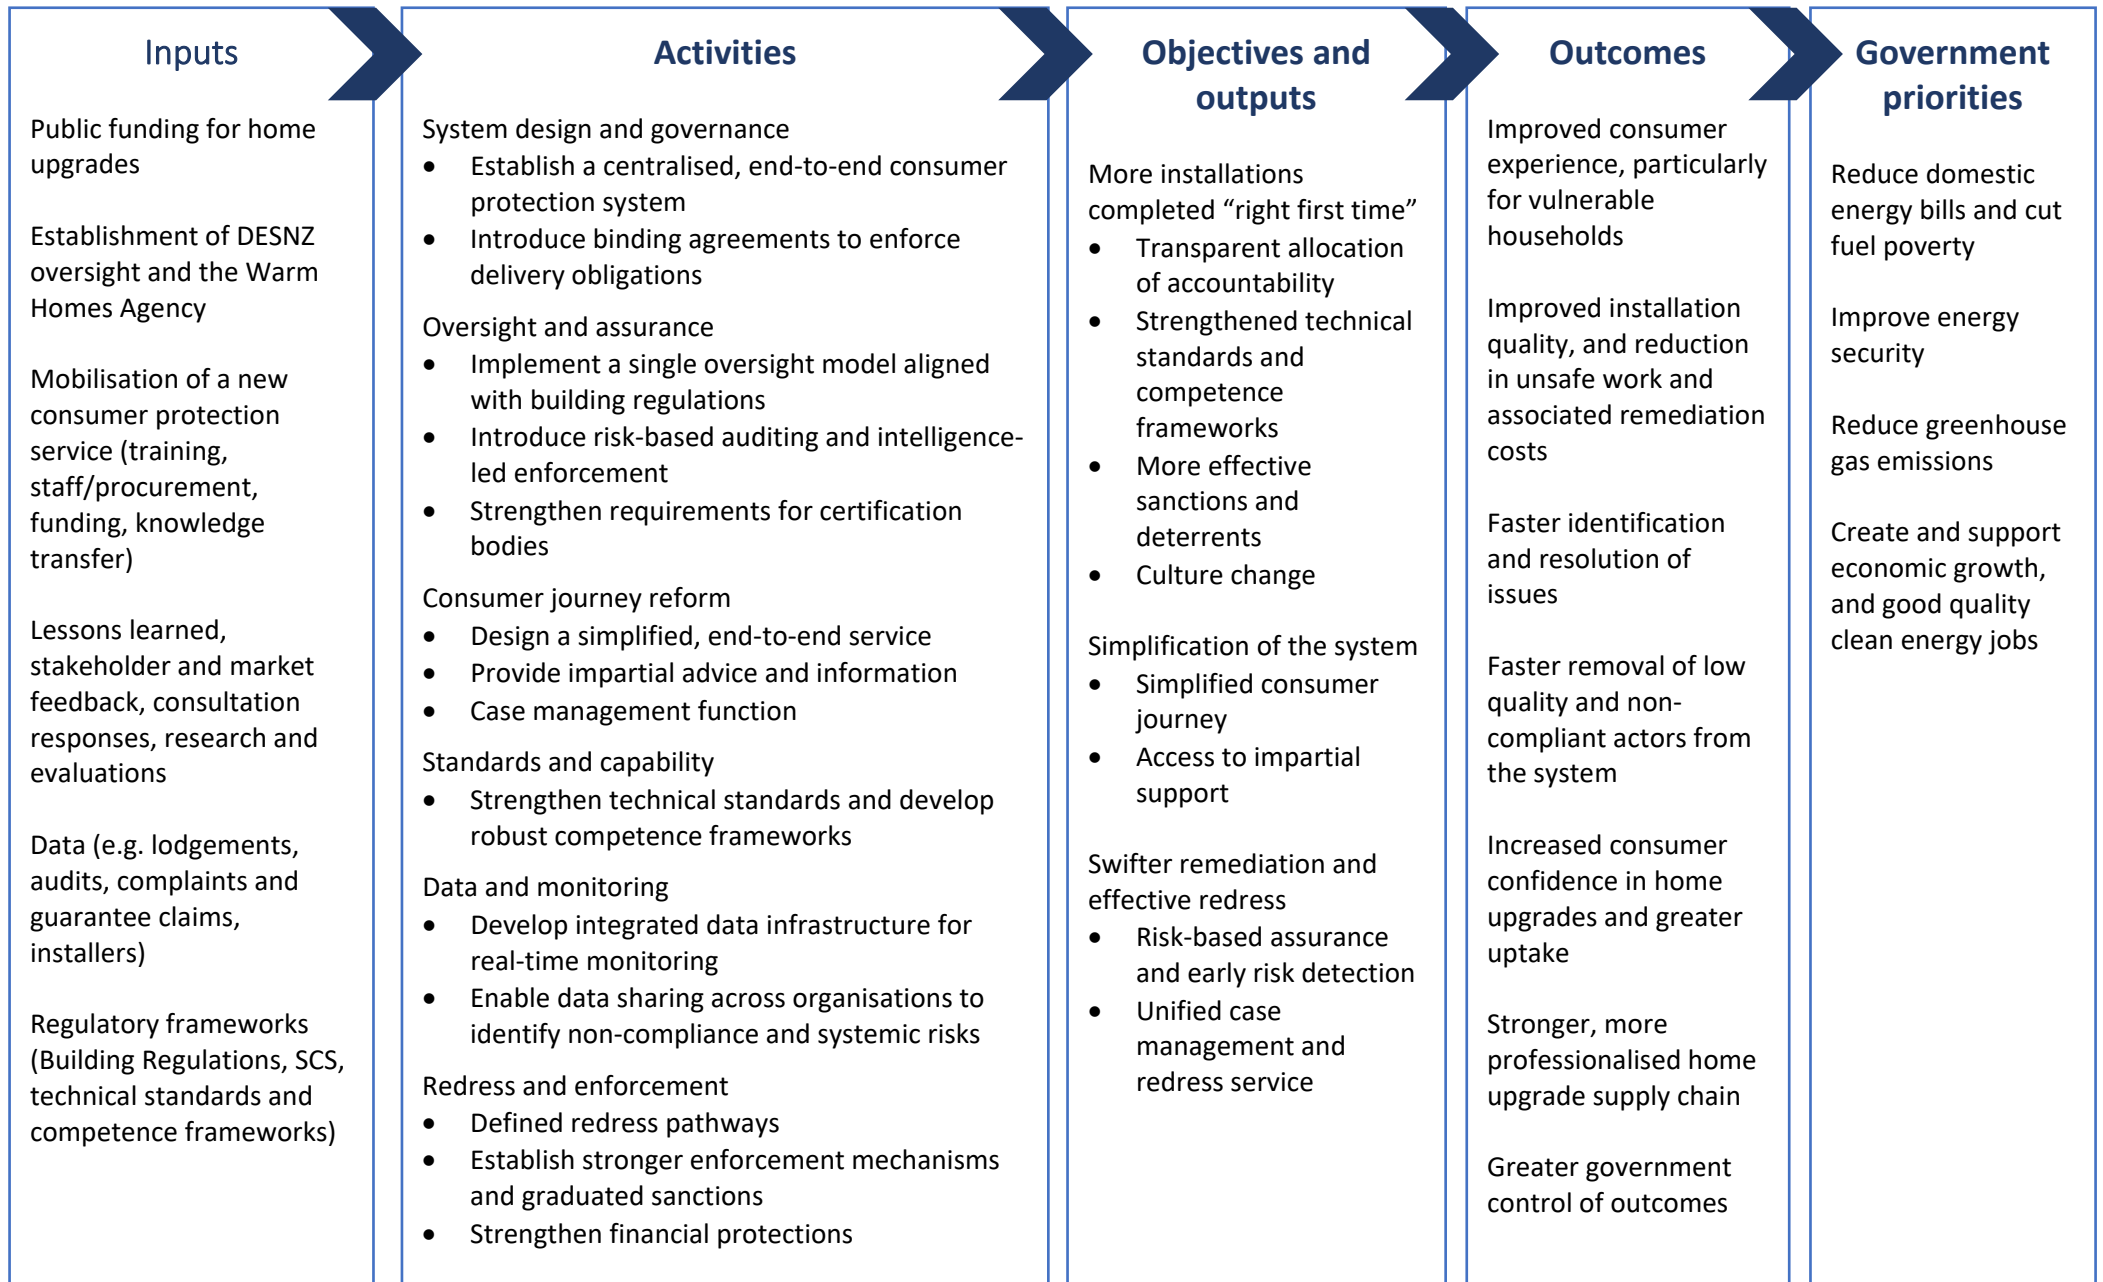 Inputs
Public funding for home
upgrades
Establishment of DESNZ
oversight and the Warm
Homes Agency
Mobilisation of a new
consumer protection
service (training,
staff/procurement,
funding, knowledge
transfer)
Lessons learned,
stakeholder and market
feedback, consultation
responses, research and
evaluations
Data (e.g. lodgements,
audits, complaints and
guarantee claims,
installers)
Regulatory frameworks
(Building Regulations, SCS,
technical standards and
competence frameworks)
Activities
System design and governance
• Establish a centralised, end-to-end consumer
protection system
• Introduce binding agreements to enforce
delivery obligations
Oversight and assurance
• Implement a single oversight model aligned
with building regulations
• Introduce risk-based auditing and intelligence-
led enforcement
• Strengthen requirements for certification
bodies
Consumer journey reform
• Design a simplified, end-to-end service
• Provide impartial advice and information
• Case management function
Standards and capability
• Strengthen technical standards and develop
robust competence frameworks
Data and monitoring
• Develop integrated data infrastructure for
real-time monitoring
• Enable data sharing across organisations to
identify non-compliance and systemic risks
Redress and enforcement
• Defined redress pathways
• Establish stronger enforcement mechanisms
and graduated sanctions
• Strengthen financial protections
Objectives and
outputs
More installations
completed “right first time”
• Transparent allocation
of accountability
• Strengthened technical
standards and
competence
frameworks
• More effective
sanctions and
deterrents
• Culture change
Simplification of the system
• Simplified consumer
journey
• Access to impartial
support
Swifter remediation and
effective redress
• Risk-based assurance
and early risk detection
• Unified case
management and
redress service
Outcomes
Improved consumer
experience, particularly
for vulnerable
households
Improved installation
quality, and reduction
in unsafe work and
associated remediation
costs
Faster identification
and resolution of
issues
Faster removal of low
quality and non-
compliant actors from
the system
Increased consumer
confidence in home
upgrades and greater
uptake
Stronger, more
professionalised home
upgrade supply chain
Greater government
control of outcomes
Government
priorities
Reduce domestic
energy bills and cut
fuel poverty
Improve energy
security
Reduce greenhouse
gas emissions
Create and support
economic growth,
and good quality
clean energy jobs